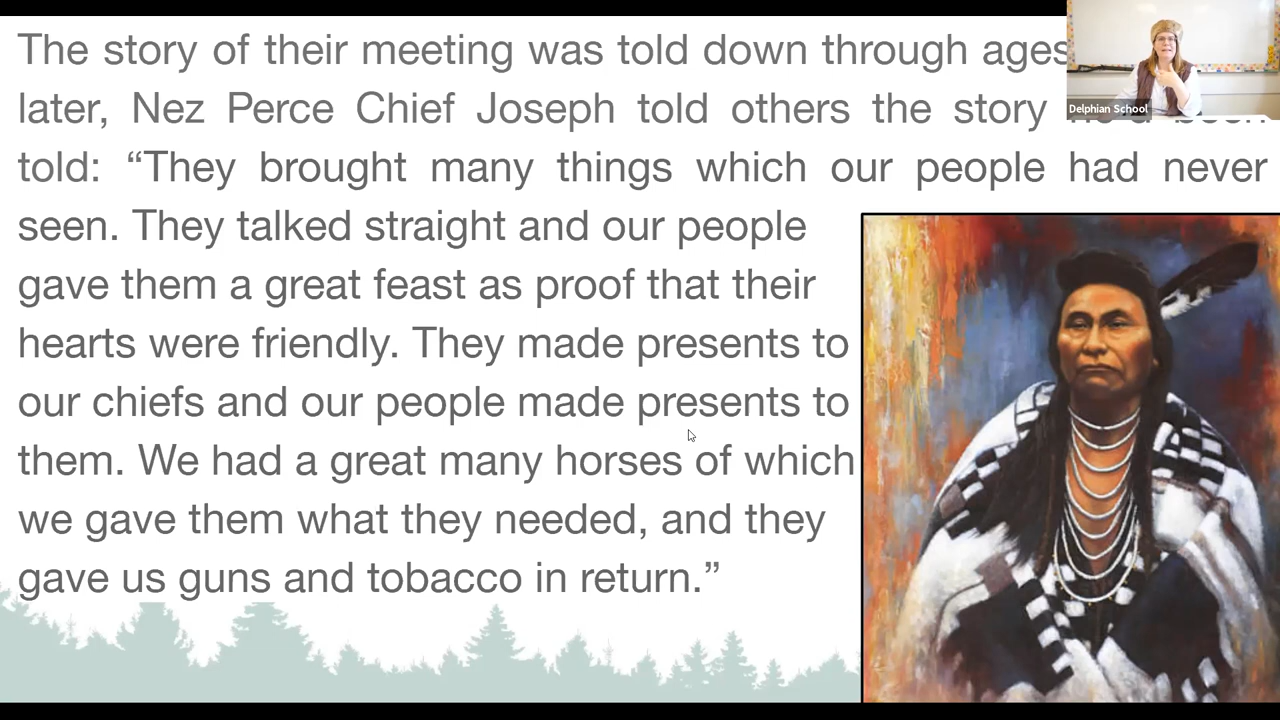 The story of their meeting was told down through ages
later, Nez Perce Chief Joseph told others the story
told: “They brought many things which our people had never
seen. They talked straight and our people
gave them a great feast as proof that their
hearts were friendly. They made presents to
our chiefs and our people made presents to
them. We had a great many horses of which
we gave them what they needed, and they
gave us guns and tobacco in return.”
Delphian School